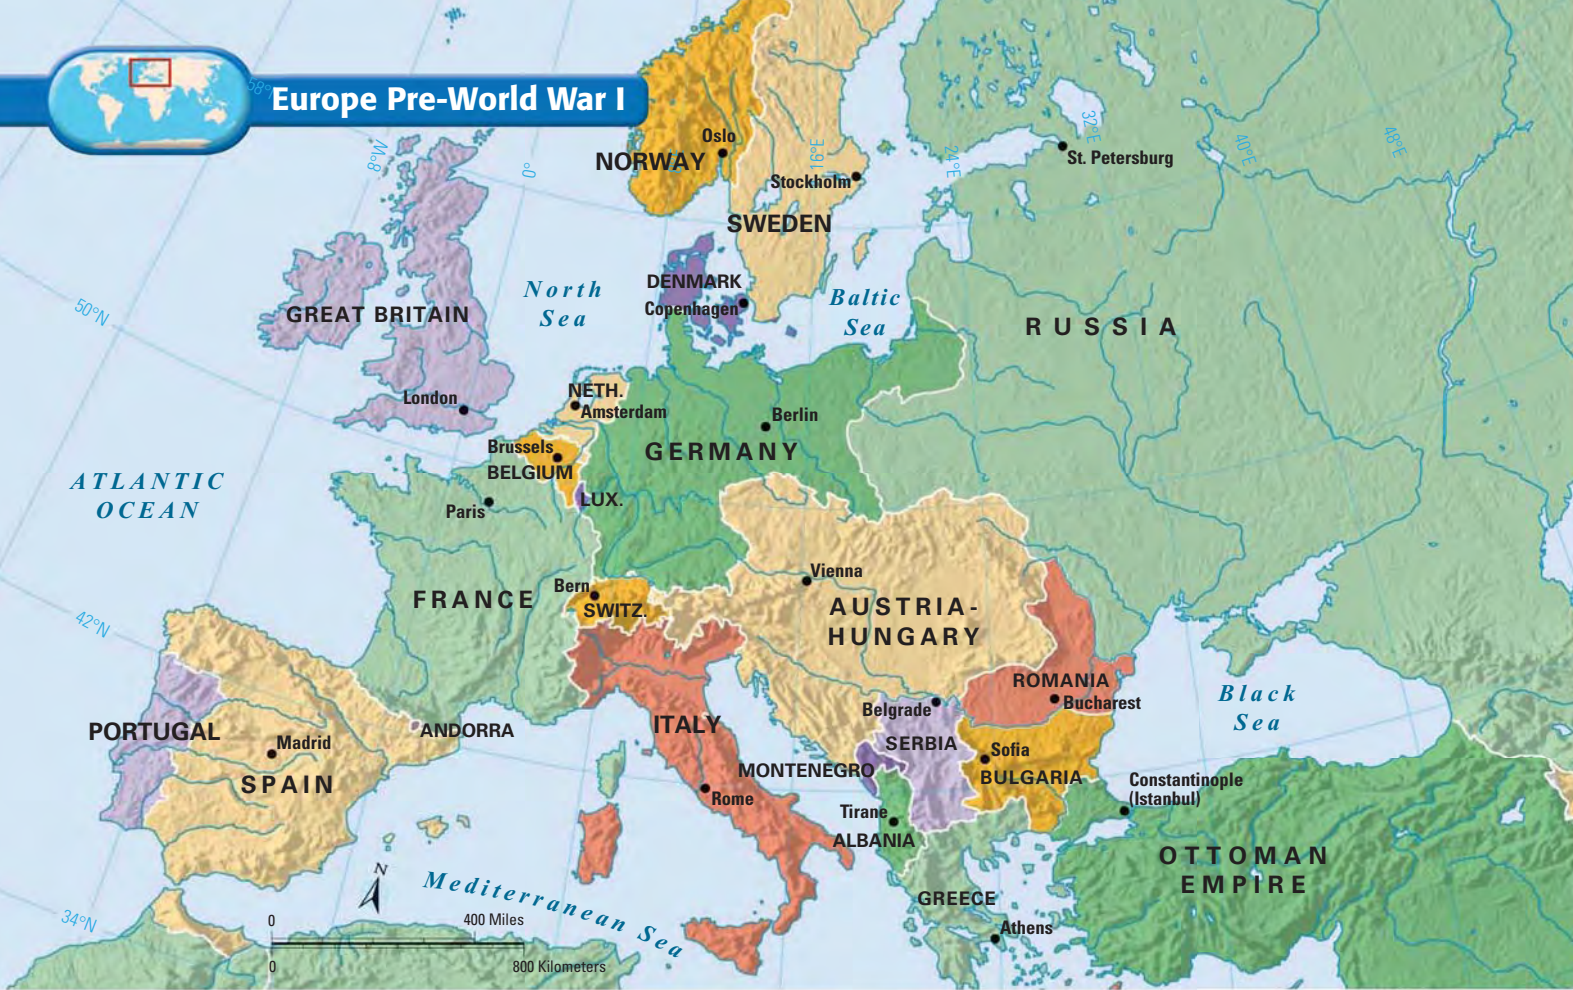 Europe Pre-World War I
58°
8°W
0°
16°E
24°E
32°E
40°E
48°E
50°N
42°N
34°N
Oslo
NORWAY
Stockholm
SWEDEN
St. Petersburg
DENMARK
Copenhagen
North
Sea
Baltic
Sea
RUSSIA
GREAT BRITAIN
London
NETH.
Amsterdam
Berlin
GERMANY
Brussels
BELGIUM
LUX.
ATLANTIC
OCEAN
Paris
FRANCE
Bern
SWITZ.
Vienna
AUSTRIA-
HUNGARY
ROMANIA
Bucharest
Black
Sea
PORTUGAL
Madrid
SPAIN
ANDORRA
ITALY
Rome
Belgrade
SERBIA
MONTENEGRO
Sofia
BULGARIA
Tirane
ALBANIA
Constantinople
(Istanbul)
OTTOMAN
EMPIRE
GREECE
Athens
Mediterranean Sea
N
0
400 Miles
0
800 Kilometers